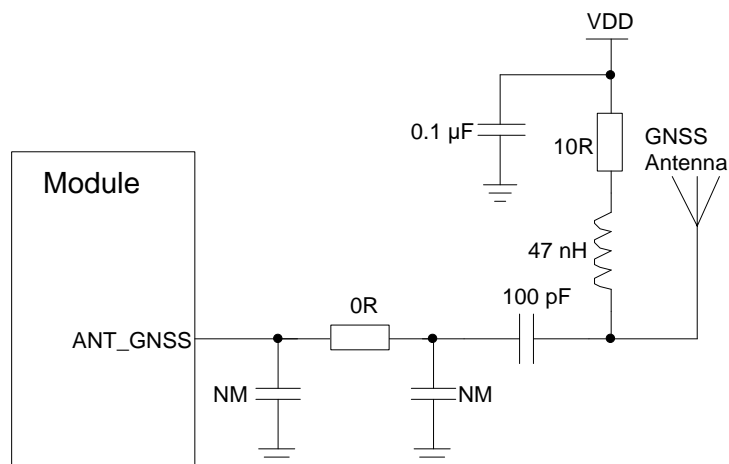 VDD
0.1 µF
10R
GNSS
Antenna
Module
47 nH
100 pF
0R
ANT_GNSS
NM
NM